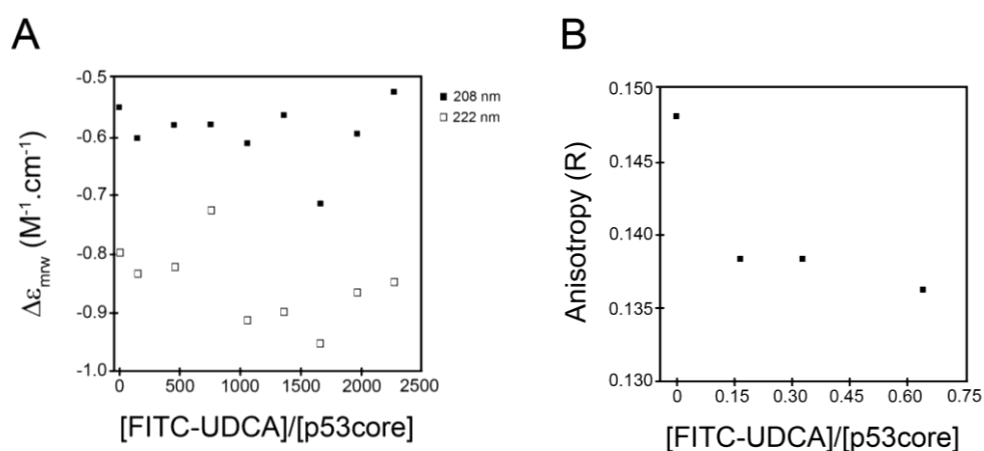 A
-0.5
-0.6
-0.7
-0.8
-0.9
-1.0
Δε_mrw (M⁻¹.cm⁻¹)
0 500 1000 1500 2000 2500
[FITC-UDCA]/[p53core]
208 nm
222 nm
B
0.150
0.145
0.140
0.135
0.130
Anisotropy (R)
0 0.15 0.30 0.45 0.60 0.75
[FITC-UDCA]/[p53core]